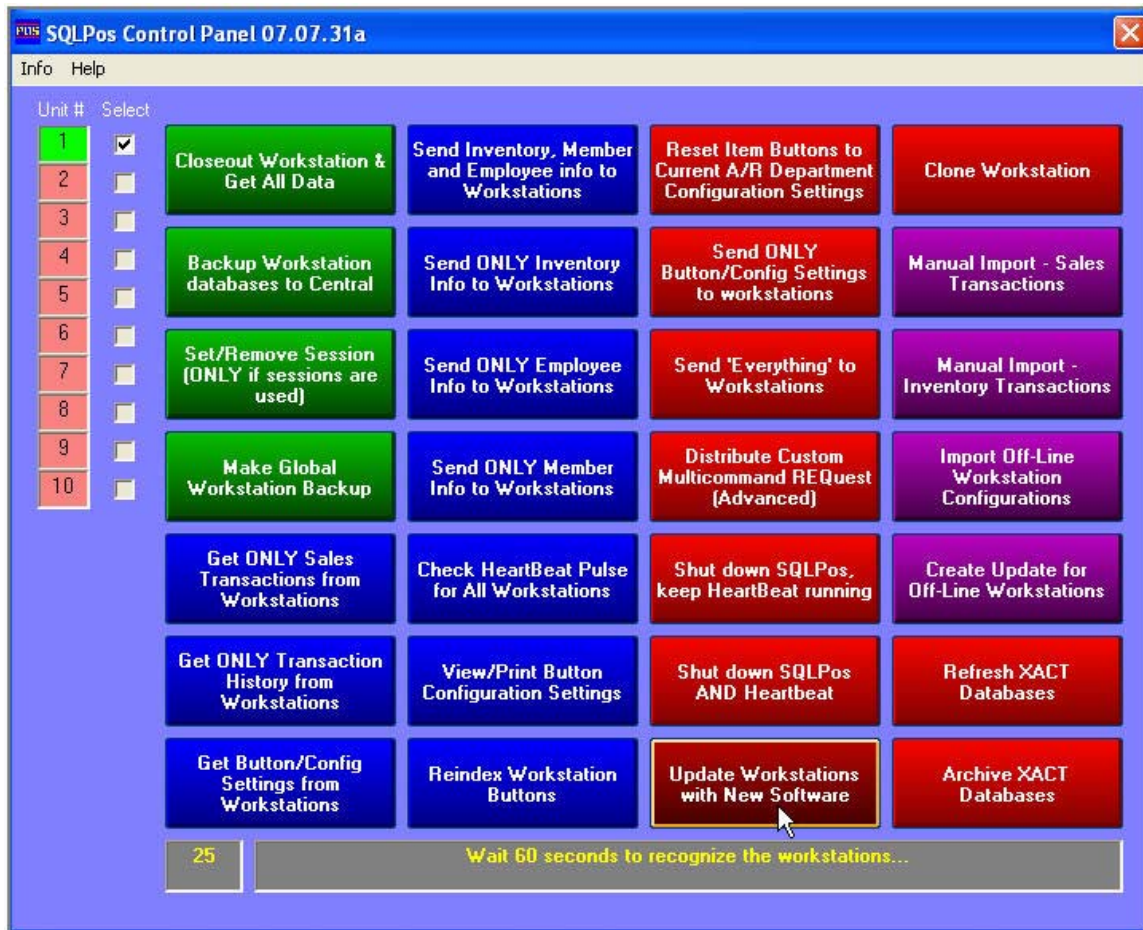 POS SQLPos Control Panel 07.07.31a
Info Help
Unit # Select
1
2
3
4
5
6
7
8
9
10
Closeout Workstation &
Get All Data
Send Inventory, Member
and Employee info to
Workstations
Reset Item Buttons to
Current A/R Department
Configuration Settings
Clone Workstation
Backup Workstation
databases to Central
Send ONLY Inventory
Info to Workstations
Send ONLY
Button/Config Settings
to workstations
Manual Import - Sales
Transactions
Set/Remove Session
(ONLY if sessions are
used)
Send ONLY Employee
Info to Workstations
Send 'Everything' to
Workstations
Manual Import -
Inventory Transactions
Make Global
Workstation Backup
Send ONLY Member
Info to Workstations
Distribute Custom
Multicommand REQuest
(Advanced)
Import Off-Line
Workstation
Configurations
Get ONLY Sales
Transactions from
Workstations
Check HeartBeat Pulse
for All Workstations
Shut down SQLPos,
keep HeartBeat running
Create Update for
Off-Line Workstations
Get ONLY Transaction
History from
Workstations
View/Print Button
Configuration Settings
Shut down SQLPos
AND Heartbeat
Refresh XACT
Databases
Get Button/Config
Settings from
Workstations
Reindex Workstation
Buttons
Update Workstations
with New Software
Archive XACT
Databases
25
Wait 60 seconds to recognize the workstations...